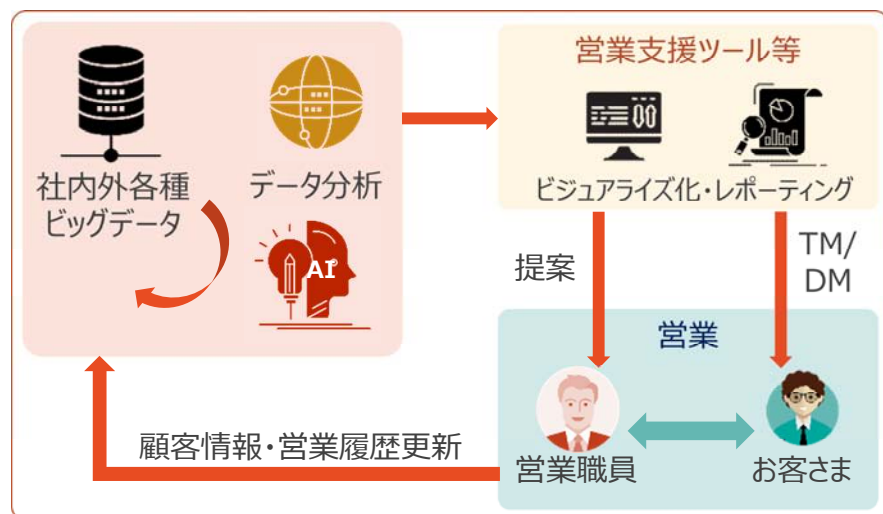 社内外各種
ビッグデータ
データ分析
AI
営業支援ツール等
ビジュアライズ化・レポーティング
提案
TM/
DM
営業
営業職員
お客さま
顧客情報・営業履歴更新